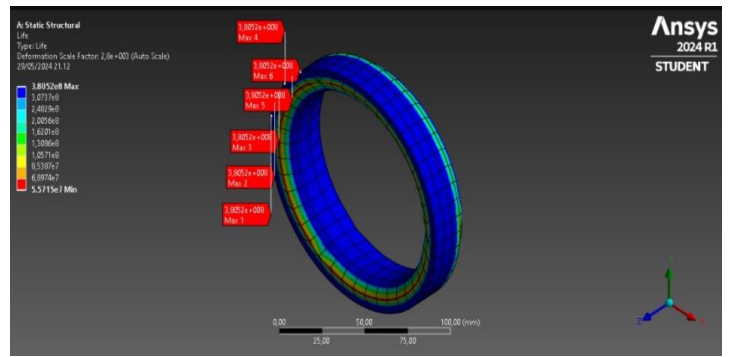 A: Static Structural
Life
Type: Life
Deformation Scale Factor: 2,8e+003 (Auto Scale)
29/05/2024 21.12
3,8052e8 Max
3,0737e8
2,4829e8
2,0056e8
1,6201e8
1,3086e8
1,0571e8
8,5387e7
6,8974e7
5,5715e7 Min
3,8052e+008
Max 4
3,8052e+008
Max 6
3,8052e+008
Max 5
3,8052e+008
Max 3
3,8052e+008
Max 2
3,8052e+008
Max 1
Ansys
2024 R1
STUDENT
0,00 50,00 100,00 (mm)
25,00 75,00
Y
Z X